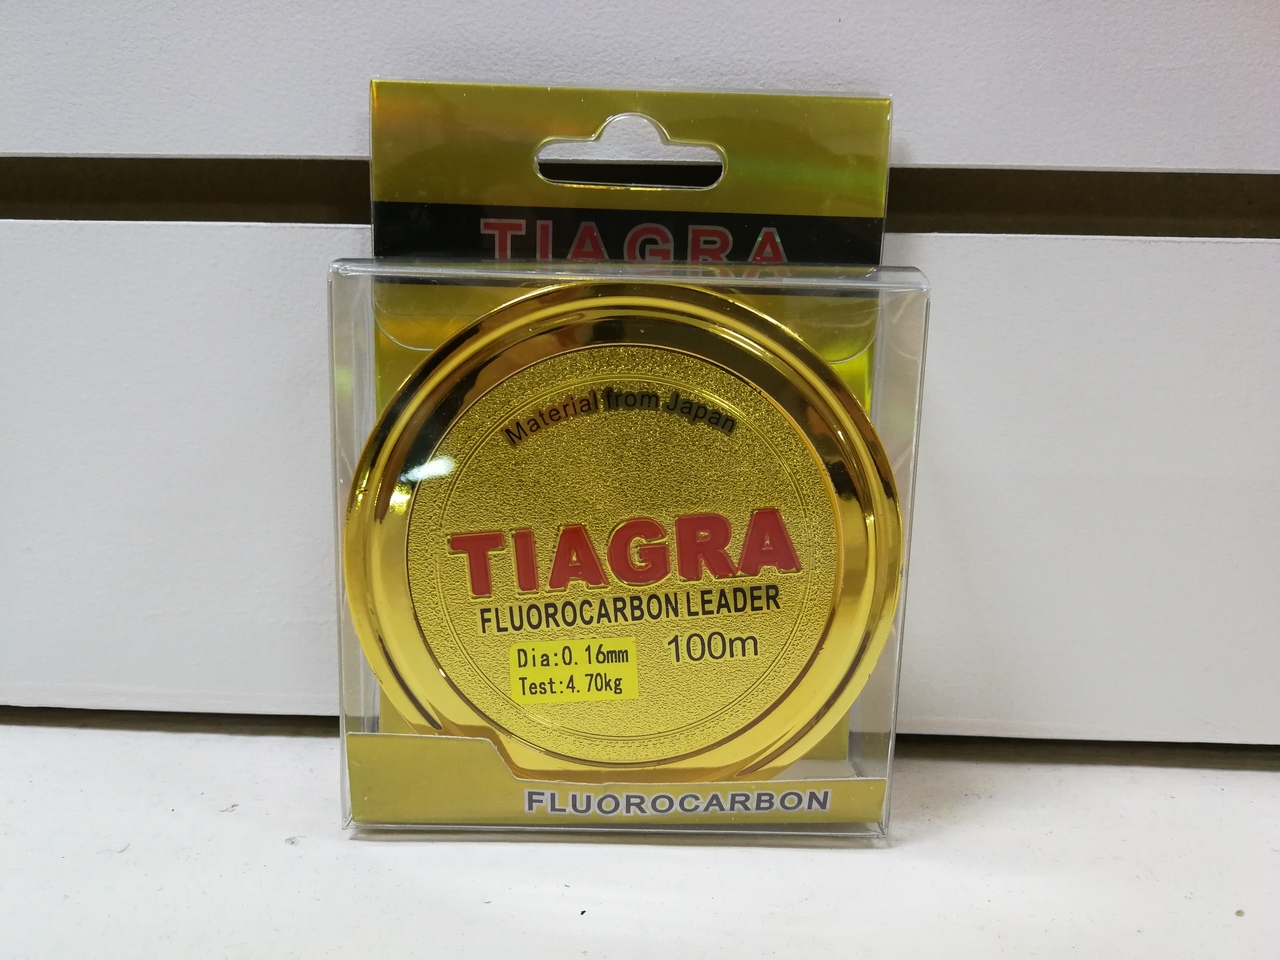 TIAGRA
Material from Japan
TIAGRA
FLUOROCARBON LEADER
Dia:0.16mm
Test:4.70kg
100m
FLUOROCARBON